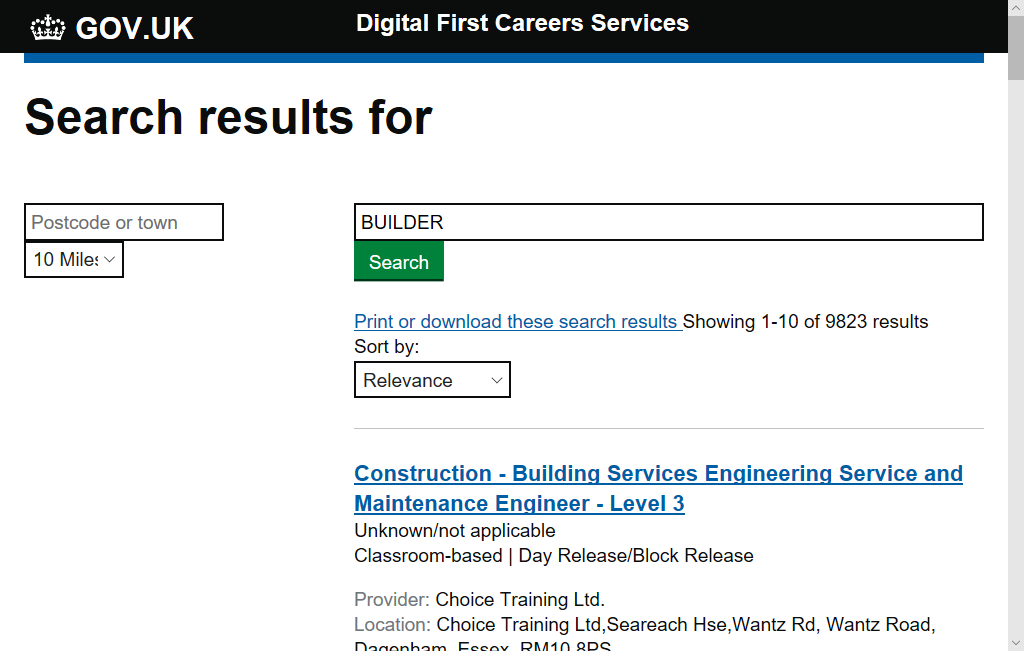 GOV.UK
Digital First Careers Services
Search results for
Postcode or town
BUILDER
10 Miles
Search
Print or download these search results Showing 1-10 of 9823 results
Sort by:
Relevance
Construction - Building Services Engineering Service and
Maintenance Engineer - Level 3
Unknown/not applicable
Classroom-based | Day Release/Block Release
Provider: Choice Training Ltd.
Location: Choice Training Ltd,Seareach Hse,Wantz Rd, Wantz Road,
Dagenham, Essex, RM10 8PS